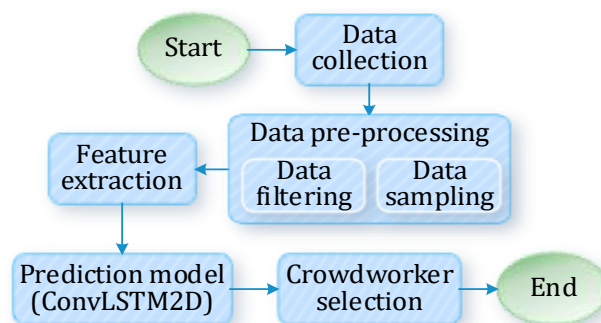 Start
Data
collection
Data pre-processing
Data
filtering
Data
sampling
Feature
extraction
Prediction model
(ConvLSTM2D)
Crowdworker
selection
End